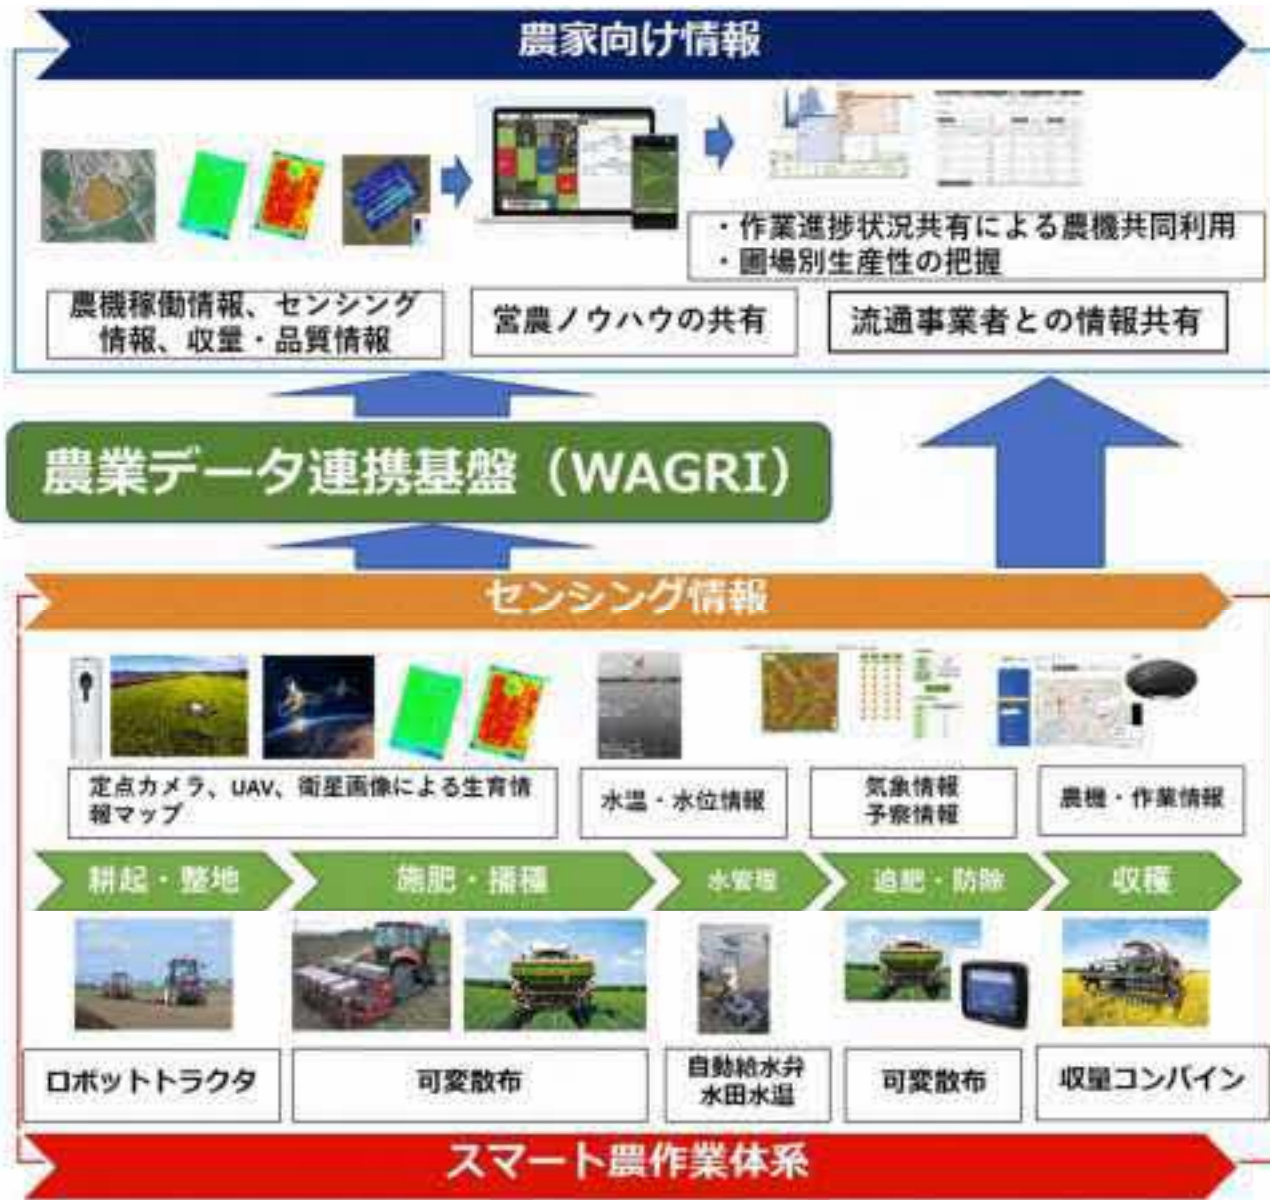 農家向け情報
・作業進捗状況共有による農機共同利用
・圃場別生産性の把握
農機稼働情報、センシング
情報、収量・品質情報
営農ノウハウの共有
流通事業者との情報共有
農業データ連携基盤（WAGRI）
センシング情報
定点カメラ、UAV、衛星画像による生育情
報マップ
水温・水位情報
気象情報
予察情報
農機・作業情報
耕起・整地
施肥・播種
水管理
追肥・防除
収穫
ロボットトラクタ
可変散布
自動給水弁
水田水温
可変散布
収量コンバイン
スマート農作業体系